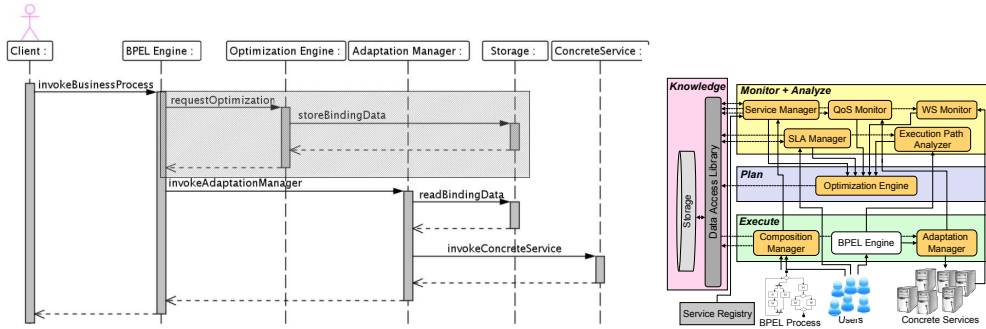 Client :
BPEL Engine :
Optimization Engine :
Adaptation Manager :
Storage :
ConcreteService :
invokeBusinessProcess
requestOptimization
storeBindingData
invokeAdaptationManager
readBindingData
invokeConcreteService
Knowledge
Storage
Data Access Library
Monitor + Analyze
Service Manager
QoS Monitor
WS Monitor
SLA Manager
Execution Path
Analyzer
Plan
Optimization Engine
Execute
Composition
Manager
BPEL Engine
Adaptation
Manager
Service Registry
BPEL Process
Users
Concrete Services